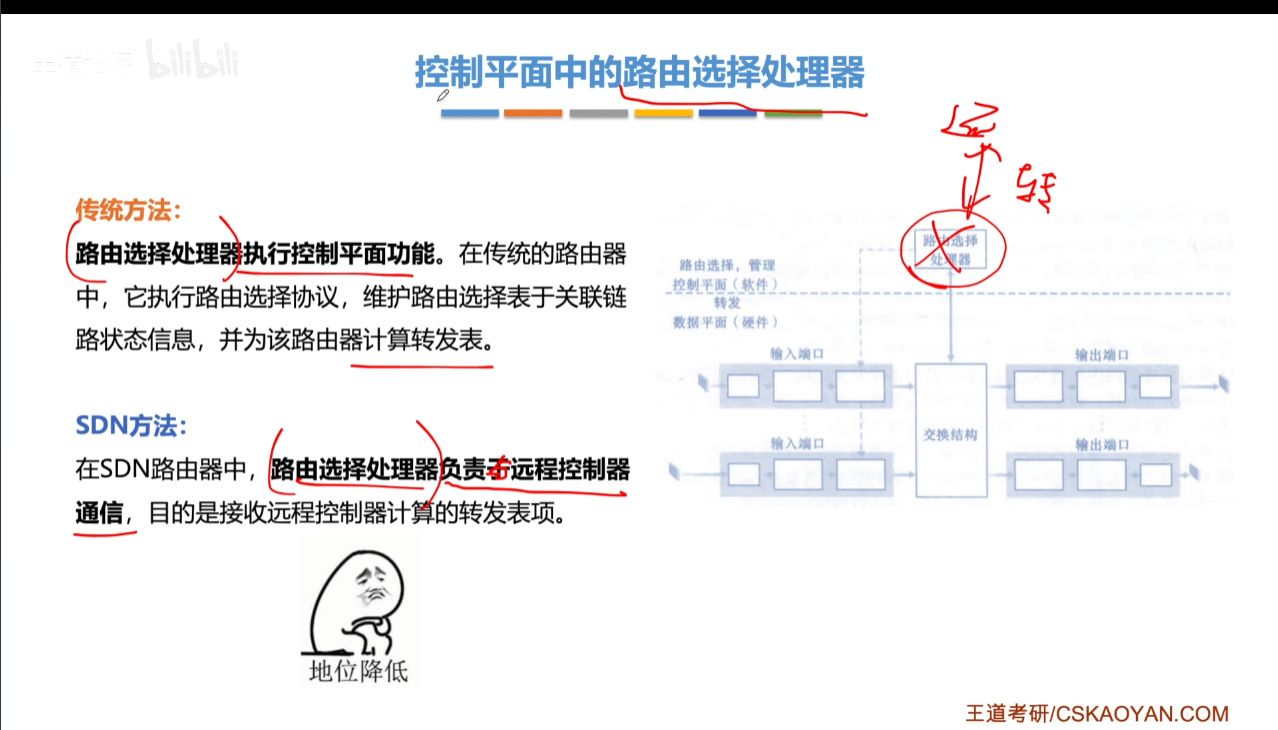 bilibili
控制平面中的路由选择处理器
传统方法：
路由选择处理器执行控制平面功能。在传统的路由器
中，它执行路由选择协议，维护路由选择表于关联链
路状态信息，并为该路由器计算转发表。
SDN方法：
在SDN路由器中，路由选择处理器负责于远程控制器
通信，目的是接收远程控制器计算的转发表项。
地位降低
远
转
路由选择
处理器
路由选择，管理
控制平面（软件）
转发
数据平面（硬件）
输入端口
输出端口
交换结构
输入端口
输出端口
王道考研/CSKAOYAN.COM